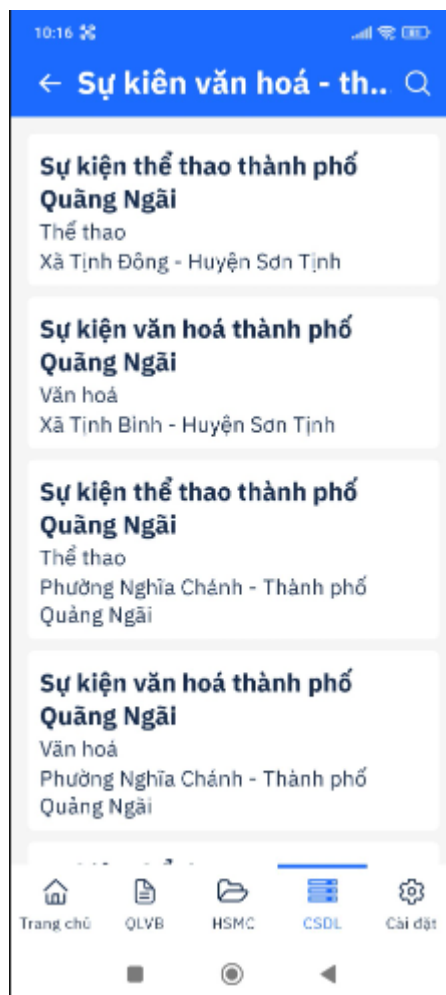 10:16
Sự kiên văn hoá - th..
Sự kiện thể thao thành phố
Quãng Ngãi
Thể thao
Xã Tịnh Đông - Huyện Sơn Tịnh
Sự kiện văn hoá thành phố
Quãng Ngãi
Văn hoá
Xã Tịnh Bình - Huyện Sơn Tịnh
Sự kiện thể thao thành phố
Quãng Ngãi
Thể thao
Phường Nghĩa Chánh - Thành phố
Quảng Ngãi
Sự kiện văn hoá thành phố
Quãng Ngãi
Văn hoá
Phường Nghĩa Chánh - Thành phố
Quảng Ngãi
Trang chủ QLVB HSMC CSDL Cài đặt